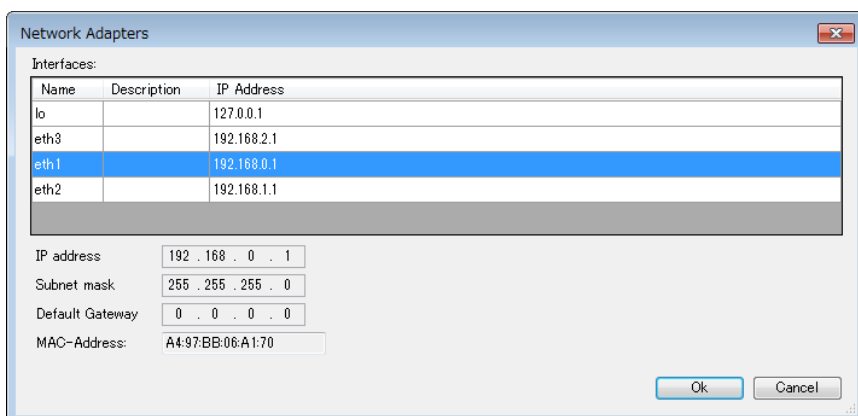 Network Adapters
Interfaces:
Name Description IP Address
lo 127.0.0.1
eth3 192.168.2.1
eth1 192.168.0.1
eth2 192.168.1.1
IP address 192 . 168 . 0 . 1
Subnet mask 255 . 255 . 255 . 0
Default Gateway 0 . 0 . 0 . 0
MAC-Address: A4:97:BB:06:A1:70
Ok Cancel